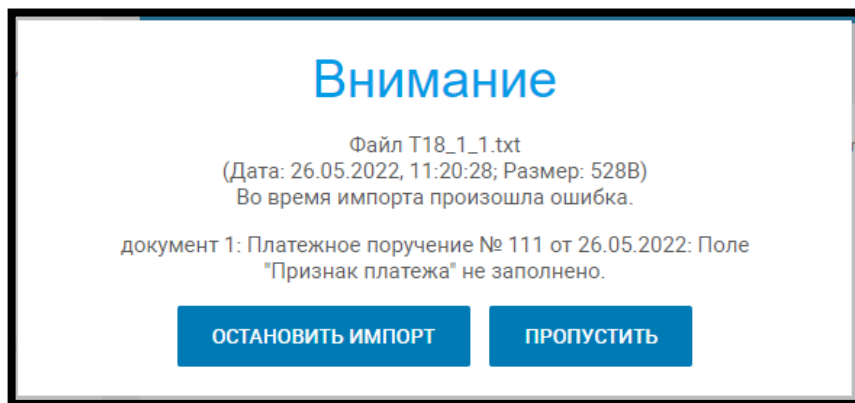 Внимание
Файл T18_1_1.txt
(Дата: 26.05.2022, 11:20:28; Размер: 528B)
Во время импорта произошла ошибка.
документ 1: Платежное поручение № 111 от 26.05.2022: Поле
"Признак платежа" не заполнено.
ОСТАНОВИТЬ ИМПОРТ
ПРОПУСТИТЬ